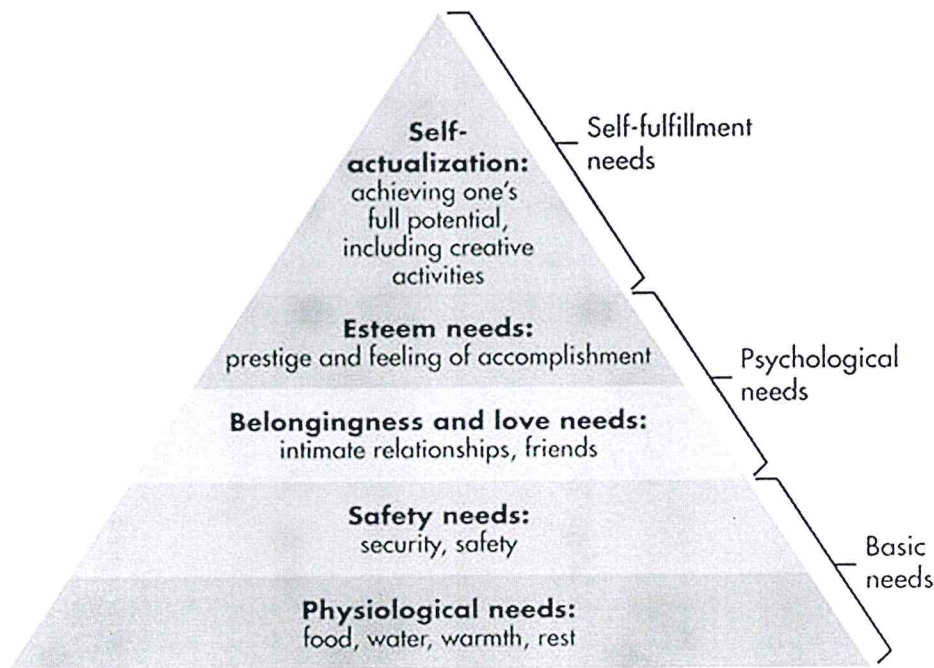 Self-
actualization:
achieving one's
full potential,
including creative
activities
Self-fulfillment
needs
Esteem needs:
prestige and feeling of accomplishment
Psychological
needs
Belongingness and love needs:
intimate relationships, friends
Safety needs:
security, safety
Basic
needs
Physiological needs:
food, water, warmth, rest